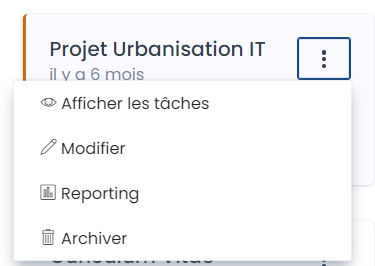 Projet Urbanisation IT
il y a 6 mois
Afficher les tâches
Modifier
Reporting
Archiver